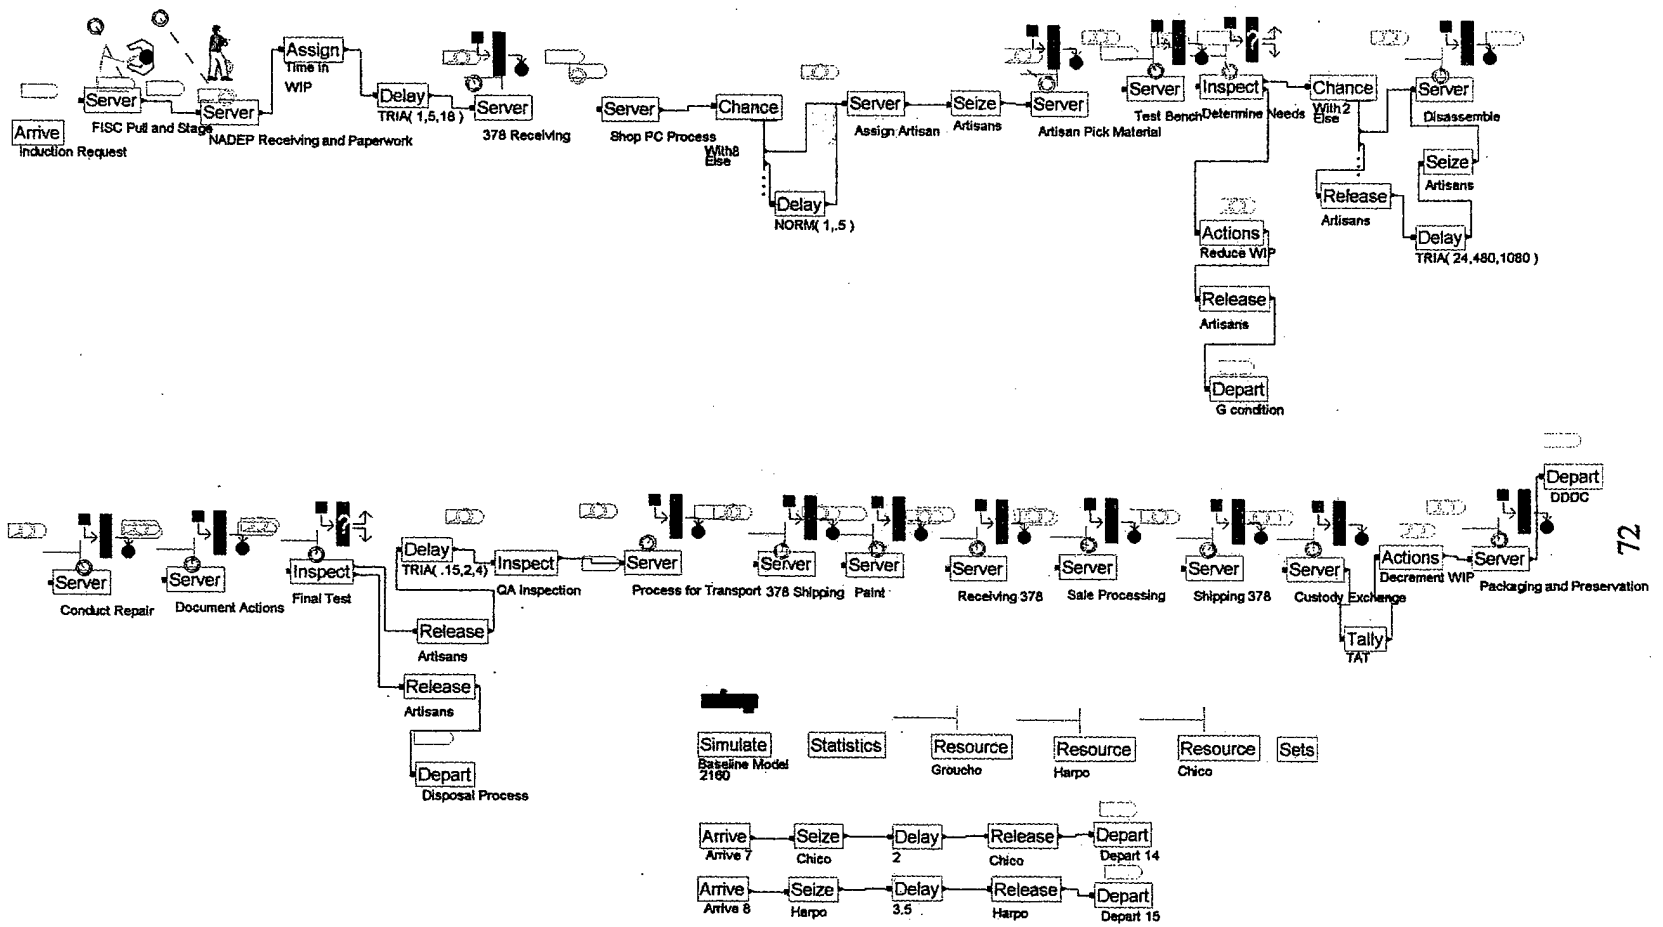 Arrive
Induction Request
Server
FISC Pull and Stage
Server
NADEP Receiving and Paperwork
Assign
Time in
WIP
Delay
TRIA( 1,5,18 )
Server
378 Receiving
Server
Shop PC Process
Chance
With8
Else
Delay
NORM( 1,.5 )
Server
Assign Artisan
Seize
Artisans
Server
Artisan Pick Material
Server
Test Bench
?
Inspect
Determine Needs
Chance
With 2
Else
Server
Disassemble
Seize
Artisans
Release
Artisans
Delay
TRIA( 24,480,1080 )
Actions
Reduce WIP
Release
Artisans
Depart
G condition
Server
Conduct Repair
Server
Document Actions
?
Inspect
Final Test
Delay
TRIA( .15,2,4)
Inspect
QA Inspection
Release
Artisans
Release
Artisans
Depart
Disposal Process
Server
Process for Transport
Server
378 Shipping
Server
Paint
Server
Receiving 378
Server
Sale Processing
Server
Shipping 378
Server
Custody Exchange
Tally
TAT
Actions
Decrement WIP
Server
Packaging and Preservation
Depart
DDDC
72
Simulate
Baseline Model
2160
Statistics
Resource
Groucho
Resource
Harpo
Resource
Chico
Sets
Arrive
Arrive 7
Seize
Chico
Delay
2
Release
Chico
Depart
Depart 14
Arrive
Arrive 8
Seize
Harpo
Delay
3.5
Release
Harpo
Depart
Depart 15